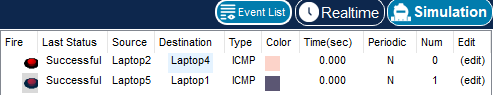 Event List Realtime Simulation
Fire Last Status Source Destination Type Color Time(sec) Periodic Num Edit
Successful Laptop2 Laptop4 ICMP 0.000 N 0 (edit)
Successful Laptop5 Laptop1 ICMP 0.000 N 1 (edit)